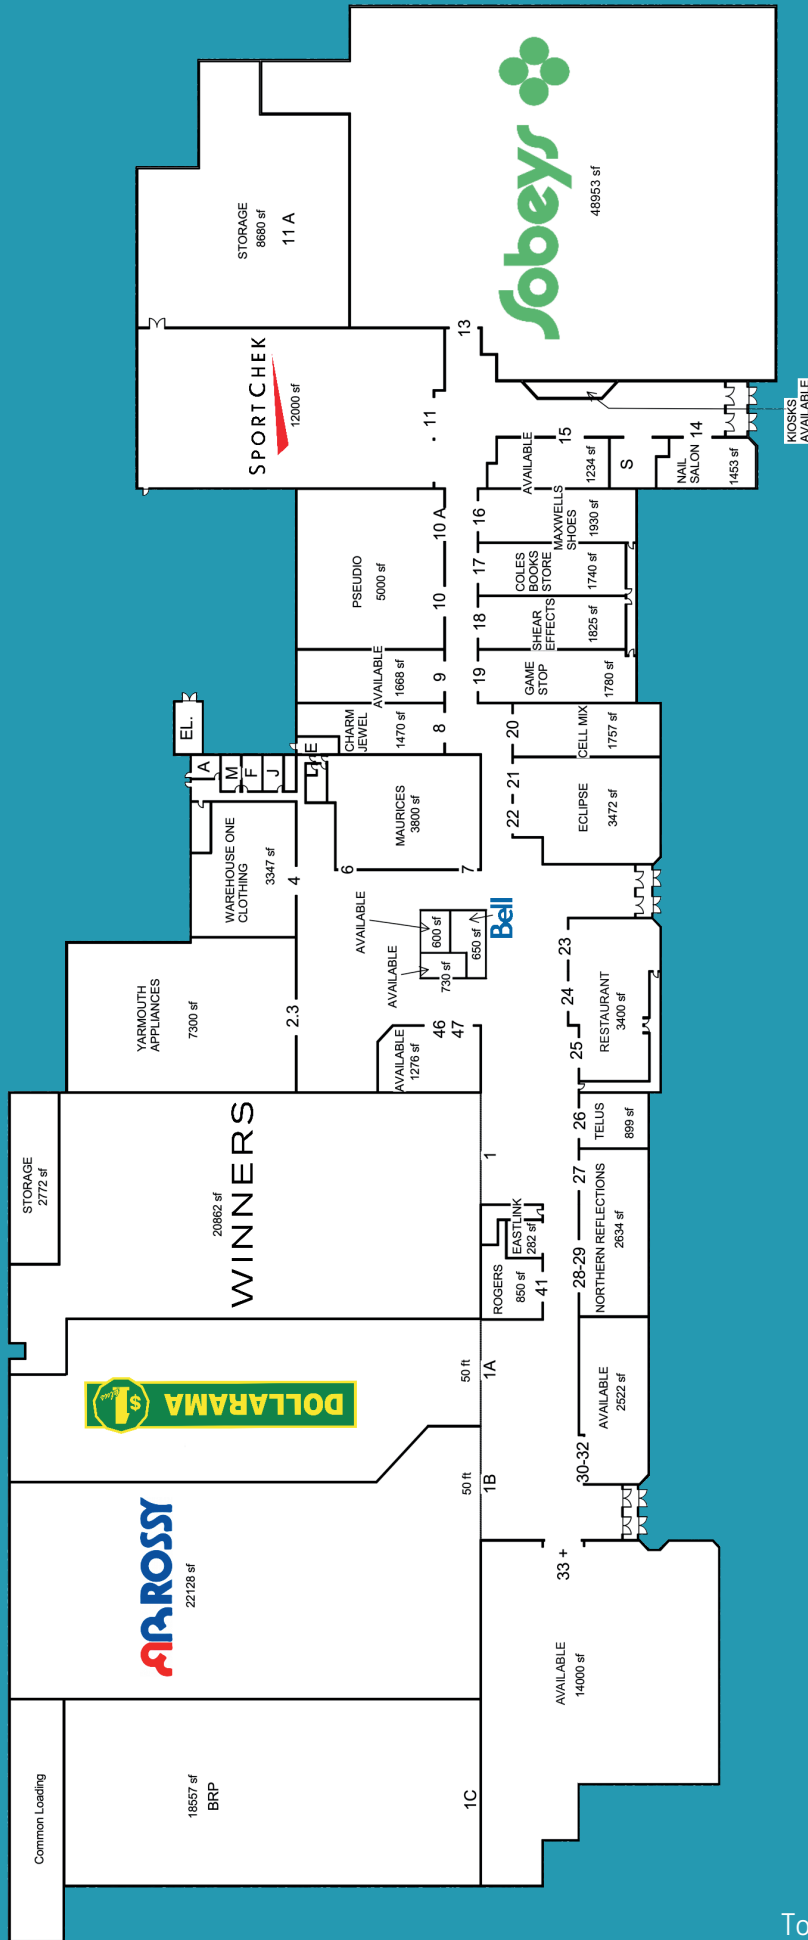 Sobeys
48953 sf
STORAGE
8680 sf
11 A
SPORTCHEK
12000 sf
13
11
KIOSKS
AVAILABLE
14
NAIL
SALON
1453 sf
S
15
AVAILABLE
1234 sf
16
MAXWELLS
SHOES
1930 sf
10 A
PSEUDIO
5000 sf
10
17
COLES
BOOKS
STORE
1740 sf
18
SHEAR
EFFECTS
1825 sf
19
GAME
STOP
1780 sf
9
AVAILABLE
1668 sf
8
CHARM
JEWEL
1470 sf
E
EL.
A
M
F
J
20
CELL MIX
1757 sf
21
22
ECLIPSE
3472 sf
MAURICES
3800 sf
6
7
WAREHOUSE ONE
CLOTHING
3347 sf
4
AVAILABLE
600 sf
AVAILABLE
730 sf
650 sf
Bell
YARMOUTH
APPLIANCES
7300 sf
2.3
46
47
AVAILABLE
1276 sf
23
24
25
RESTAURANT
3400 sf
26
TELUS
899 sf
27
28-29
NORTHERN REFLECTIONS
2634 sf
STORAGE
2772 sf
20862 sf
WINNERS
1
EASTLINK
282 sf
ROGERS
850 sf
41
DOLLARAMA
$1 plus
50 ft
1A
AVAILABLE
2522 sf
30-32
50 ft
1B
ROSSY
22128 sf
33 +
AVAILABLE
14000 sf
Common Loading
18557 sf
BRP
1C
To